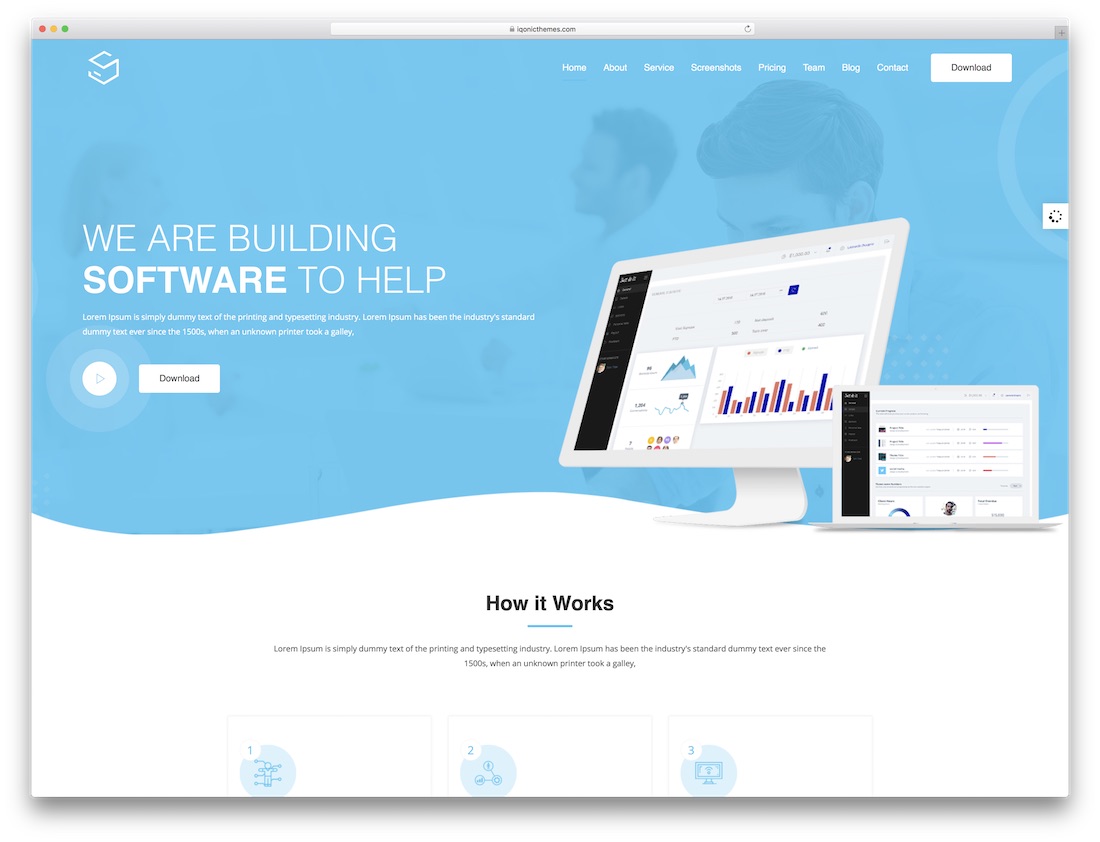 iqonicthemes.com
Home About Service Screenshots Pricing Team Blog Contact Download
WE ARE BUILDING
SOFTWARE TO HELP
Lorem Ipsum is simply dummy text of the printing and typesetting industry. Lorem Ipsum has been the industry's standard
dummy text ever since the 1500s, when an unknown printer took a galley,
Download
Just do it
How it Works
Lorem Ipsum is simply dummy text of the printing and typesetting industry. Lorem Ipsum has been the industry's standard dummy text ever since the
1500s, when an unknown printer took a galley,
1 2 3